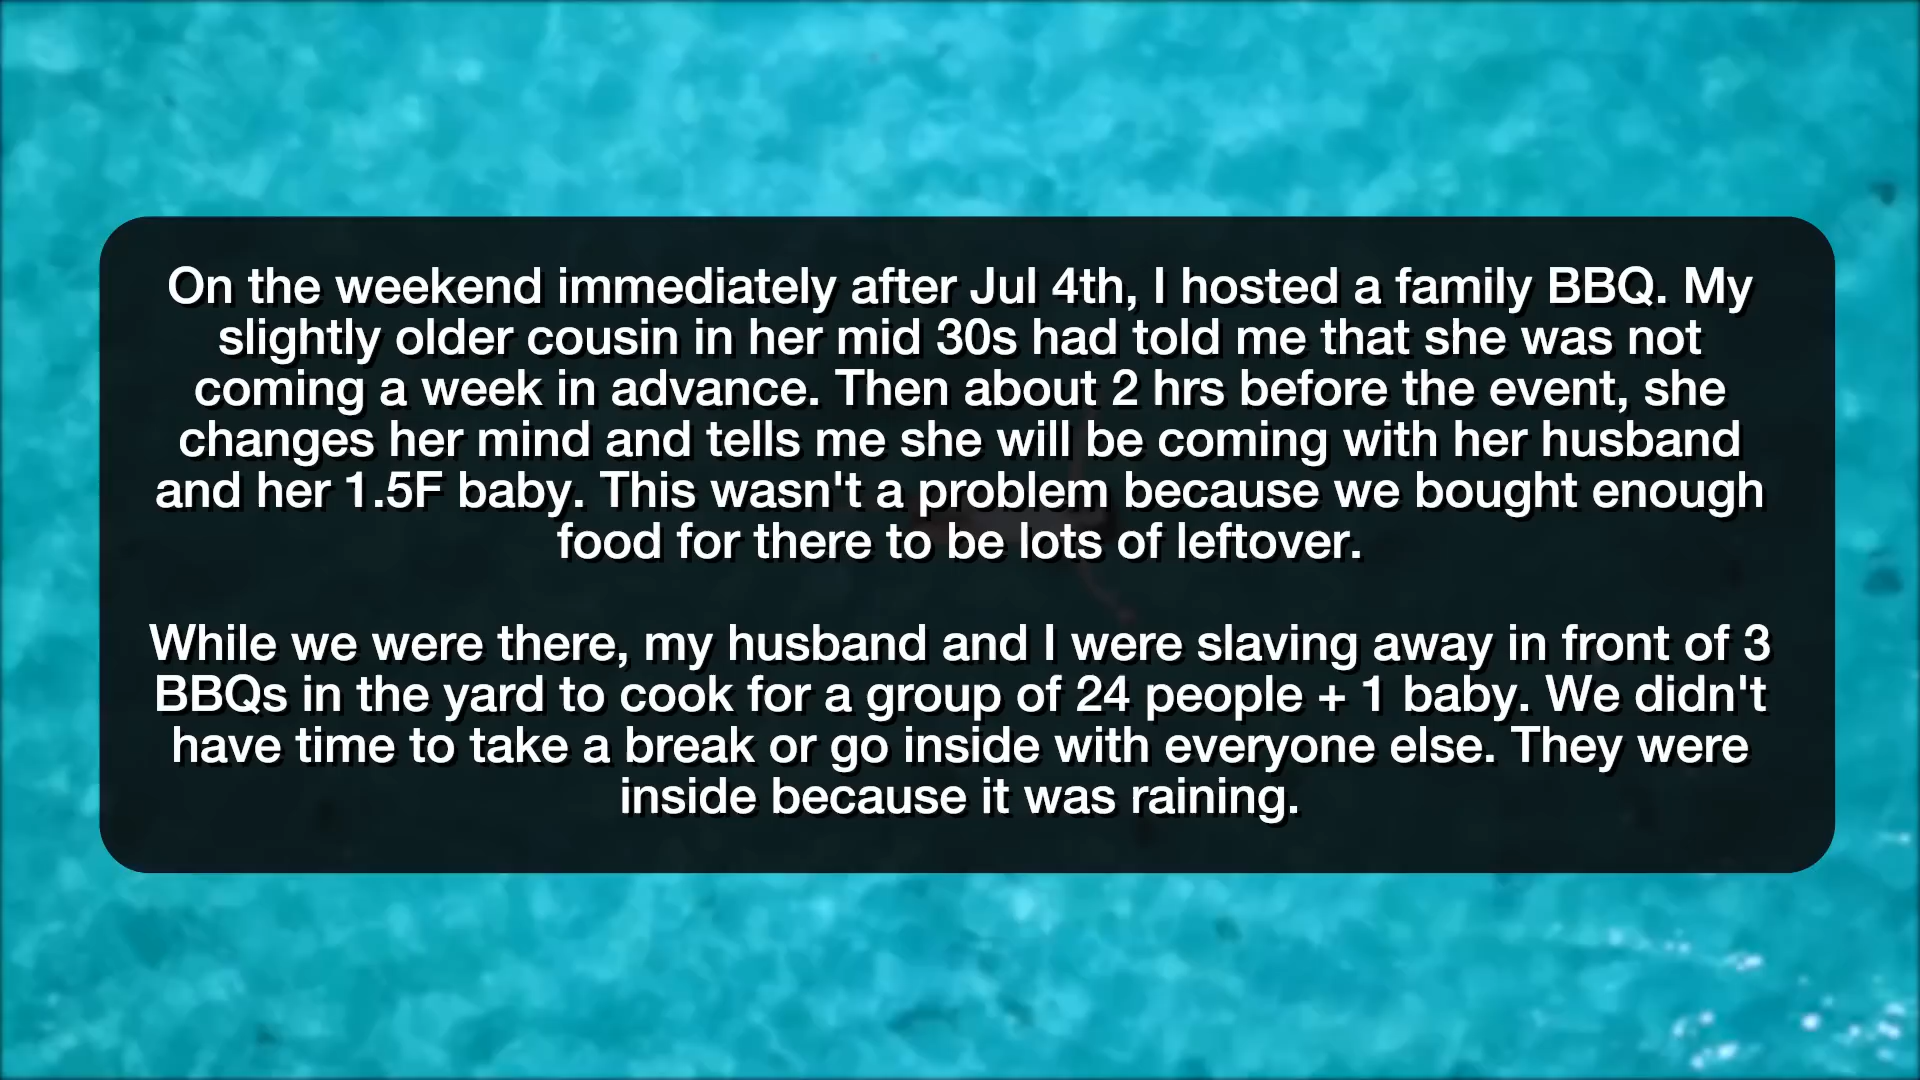 On the weekend immediately after Jul 4th, I hosted a family BBQ. My
slightly older cousin in her mid 30s had told me that she was not
coming a week in advance. Then about 2 hrs before the event, she
changes her mind and tells me she will be coming with her husband
and her 1.5F baby. This wasn't a problem because we bought enough
food for there to be lots of leftover.
While we were there, my husband and I were slaving away in front of 3
BBQs in the yard to cook for a group of 24 people + 1 baby. We didn't
have time to take a break or go inside with everyone else. They were
inside because it was raining.